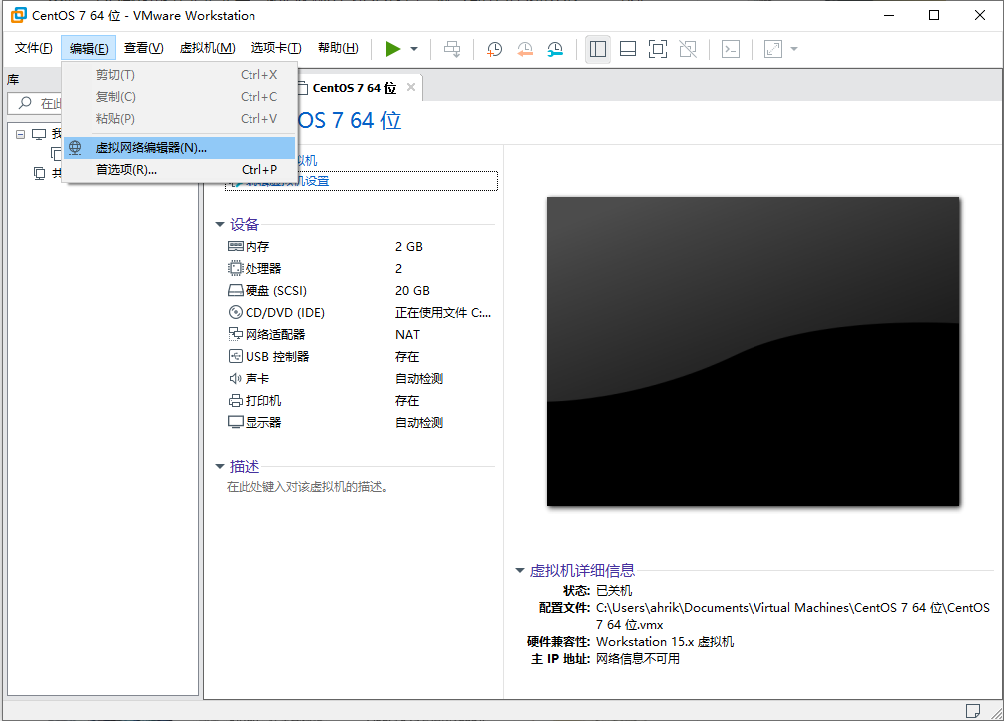 CentOS 7 64 位 - VMware Workstation
文件(F) 编辑(E) 查看(V) 虚拟机(M) 选项卡(T) 帮助(H)
剪切(T) Ctrl+X
复制(C) Ctrl+C
粘贴(P) Ctrl+V
虚拟网络编辑器(N)...
首选项(R)... Ctrl+P
库
在此
CentOS 7 64 位
OS 7 64 位
拟机
编辑虚拟机设置
设备
内存 2 GB
处理器 2
硬盘 (SCSI) 20 GB
CD/DVD (IDE) 正在使用文件 C:...
网络适配器 NAT
USB 控制器 存在
声卡 自动检测
打印机 存在
显示器 自动检测
描述
在此处键入对该虚拟机的描述。
虚拟机详细信息
状态: 已关机
配置文件: C:\Users\ahrik\Documents\Virtual Machines\CentOS 7 64 位\CentOS
7 64 位.vmx
硬件兼容性: Workstation 15.x 虚拟机
主 IP 地址: 网络信息不可用